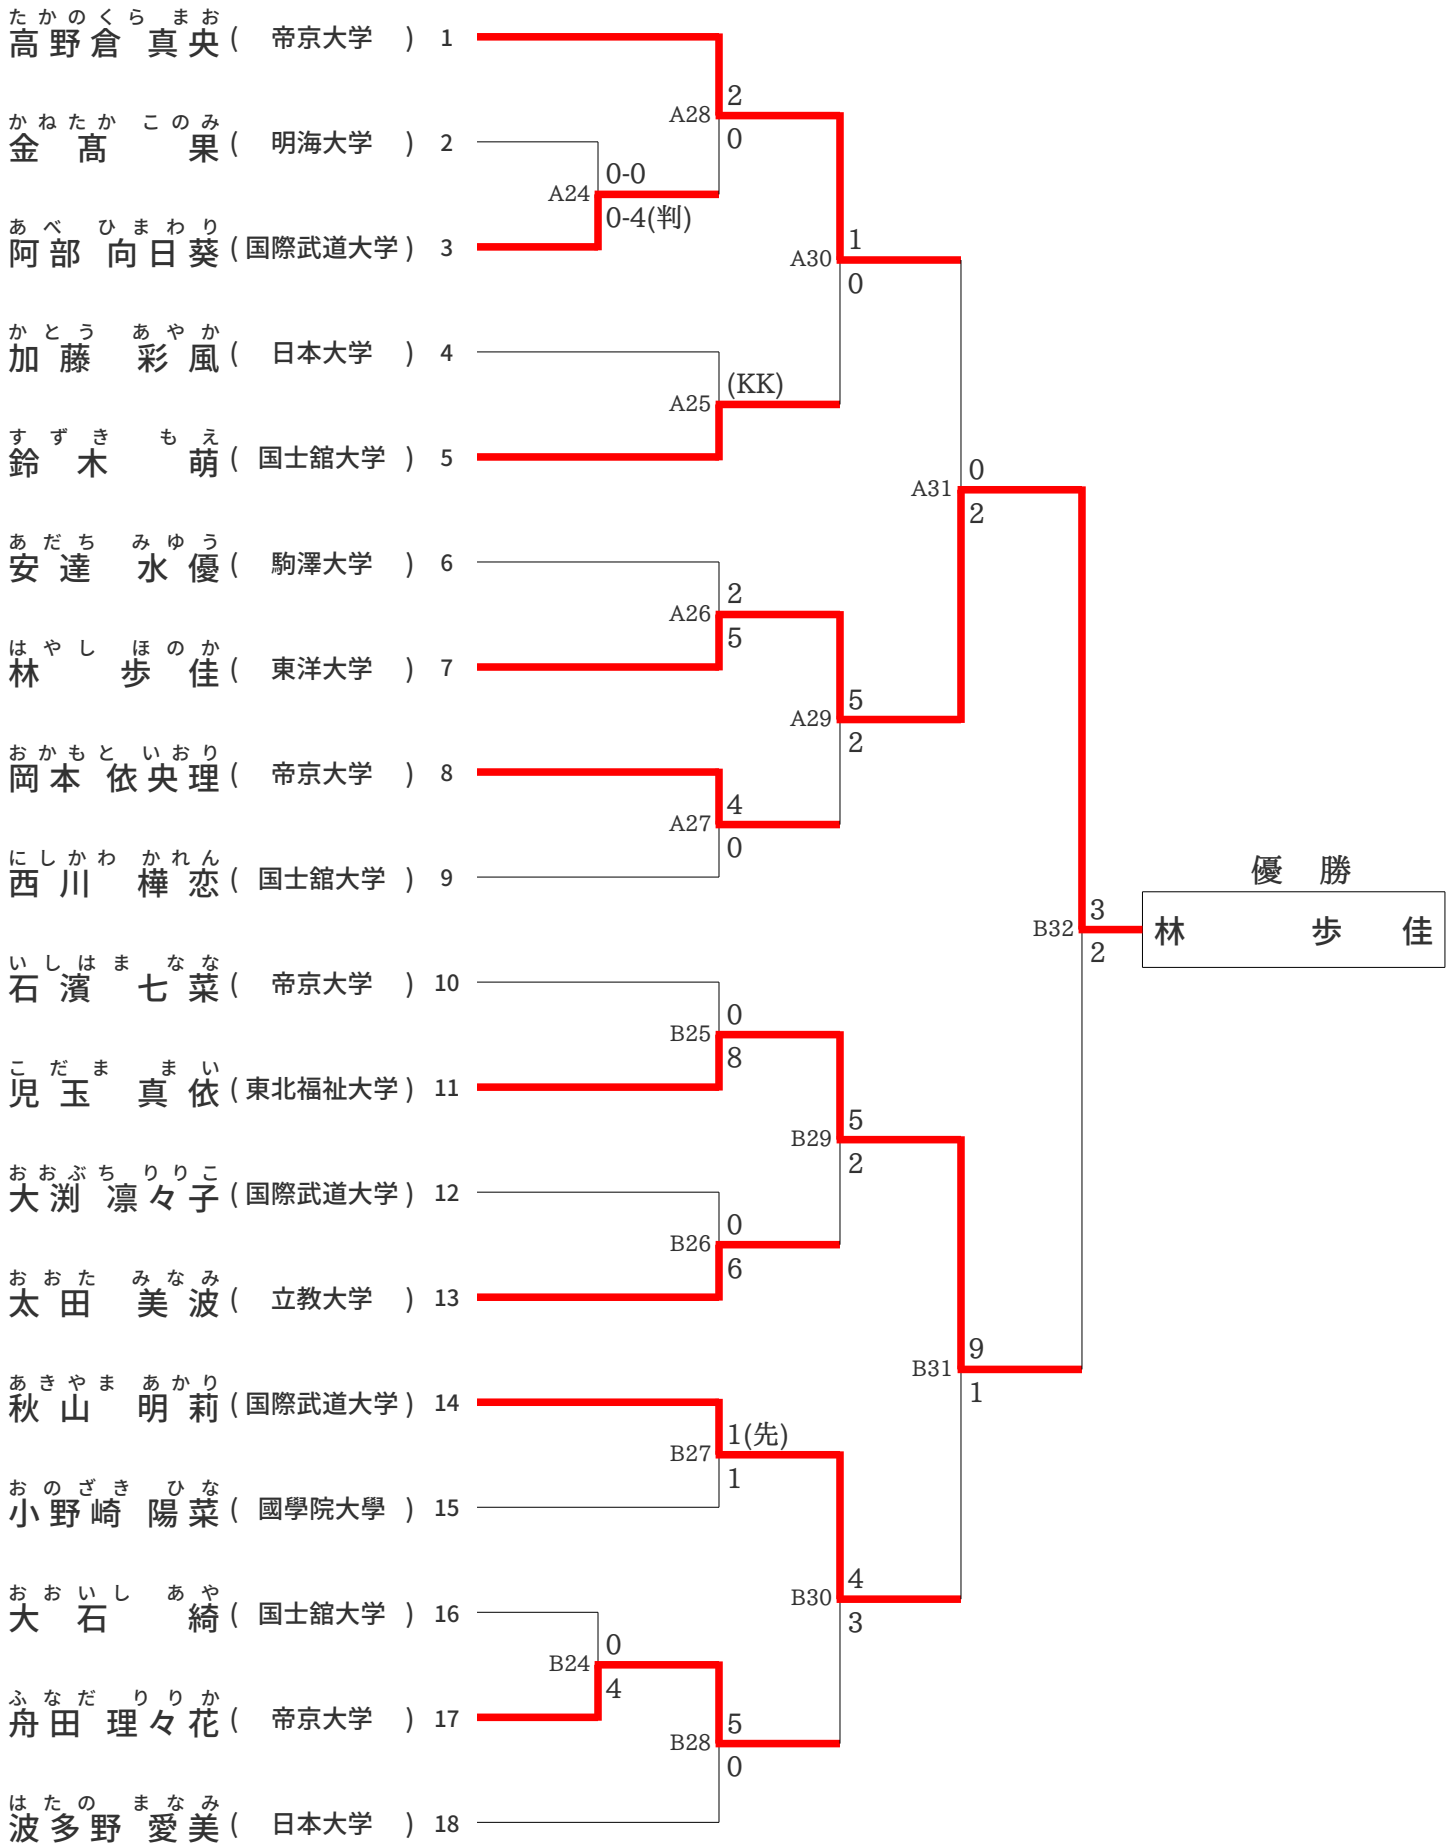 たかのくら まお
高野倉 真央 ( 帝京大学 ) 1
2
A28
0
かねたか このみ
金髙 果 ( 明海大学 ) 2
0-0
A24
0-4(判)
あべ ひまわり
阿部 向日葵 ( 国際武道大学 ) 3
1
A30
0
かとう あやか
加藤 彩風 ( 日本大学 ) 4
(KK)
A25
すずき もえ
鈴木 萌 ( 国士舘大学 ) 5
0
A31
2
あだち みゆう
安達 水優 ( 駒澤大学 ) 6
2
A26
5
はやし ほのか
林 歩佳 ( 東洋大学 ) 7
5
A29
2
おかもと いおり
岡本 依央理 ( 帝京大学 ) 8
4
A27
0
にしかわ かれん
西川 樺恋 ( 国士舘大学 ) 9
優 勝
3
B32
林 歩 佳
2
いしはま なな
石濱 七菜 ( 帝京大学 ) 10
0
B25
8
こだま まい
児玉 真依 ( 東北福祉大学 ) 11
5
B29
2
おおぶち りりこ
大渕 凛々子 ( 国際武道大学 ) 12
0
B26
6
おおた みなみ
太田 美波 ( 立教大学 ) 13
9
B31
1
あきやま あかり
秋山 明莉 ( 国際武道大学 ) 14
1(先)
B27
1
おのざき ひな
小野崎 陽菜 ( 國學院大學 ) 15
4
B30
3
おおいし あや
大石 綺 ( 国士舘大学 ) 16
0
B24
4
ふなだ りりか
舟田 理々花 ( 帝京大学 ) 17
5
B28
0
はたの まなみ
波多野 愛美 ( 日本大学 ) 18